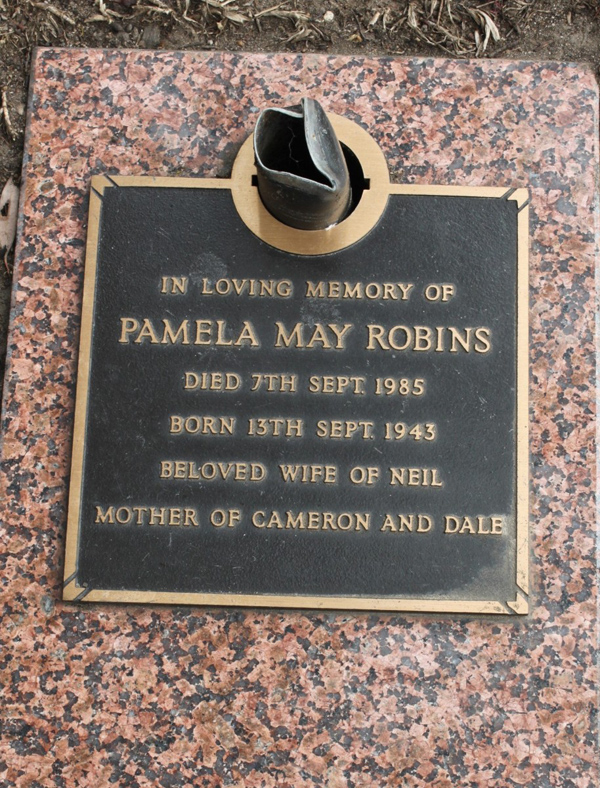 IN LOVING MEMORY OF
PAMELA MAY ROBINS
DIED 7TH SEPT. 1985
BORN 13TH SEPT. 1943
BELOVED WIFE OF NEIL
MOTHER OF CAMERON AND DALE